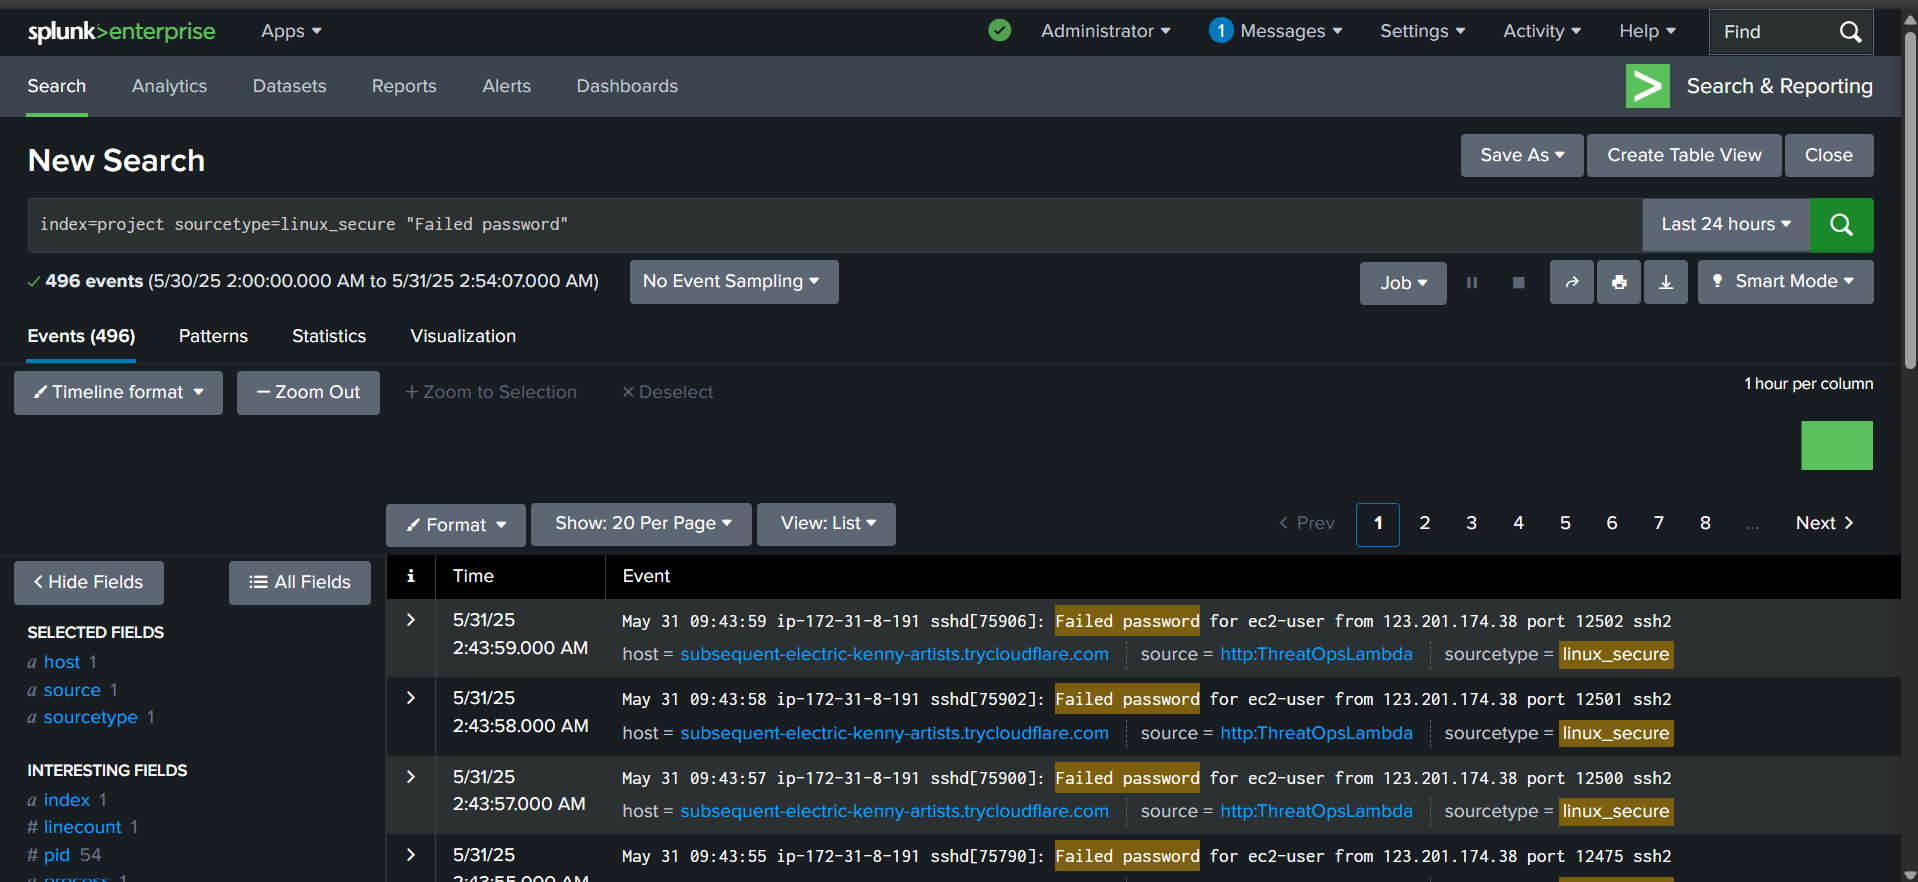 splunk>enterprise Apps Administrator 1 Messages Settings Activity Help Find
Search Analytics Datasets Reports Alerts Dashboards > Search & Reporting
New Search Save As Create Table View Close
index=project sourcetype=linux_secure "Failed password" Last 24 hours
496 events (5/30/25 2:00:00.000 AM to 5/31/25 2:54:07.000 AM) No Event Sampling Job Smart Mode
Events (496) Patterns Statistics Visualization
Timeline format Zoom Out Zoom to Selection Deselect 1 hour per column
Format Show: 20 Per Page View: List Prev 1 2 3 4 5 6 7 8 ... Next
Hide Fields All Fields i Time Event
SELECTED FIELDS
a host 1
a source 1
a sourcetype 1
INTERESTING FIELDS
a index 1
# linecount 1
# pid 54
a process 1
5/31/25 May 31 09:43:59 ip-172-31-8-191 sshd[75906]: Failed password for ec2-user from 123.201.174.38 port 12502 ssh2
2:43:59.000 AM host = subsequent-electric-kenny-artists.trycloudflare.com source = http:ThreatOpsLambda sourcetype = linux_secure
5/31/25 May 31 09:43:58 ip-172-31-8-191 sshd[75902]: Failed password for ec2-user from 123.201.174.38 port 12501 ssh2
2:43:58.000 AM host = subsequent-electric-kenny-artists.trycloudflare.com source = http:ThreatOpsLambda sourcetype = linux_secure
5/31/25 May 31 09:43:57 ip-172-31-8-191 sshd[75900]: Failed password for ec2-user from 123.201.174.38 port 12500 ssh2
2:43:57.000 AM host = subsequent-electric-kenny-artists.trycloudflare.com source = http:ThreatOpsLambda sourcetype = linux_secure
5/31/25 May 31 09:43:55 ip-172-31-8-191 sshd[75790]: Failed password for ec2-user from 123.201.174.38 port 12475 ssh2
2:43:55.000 AM